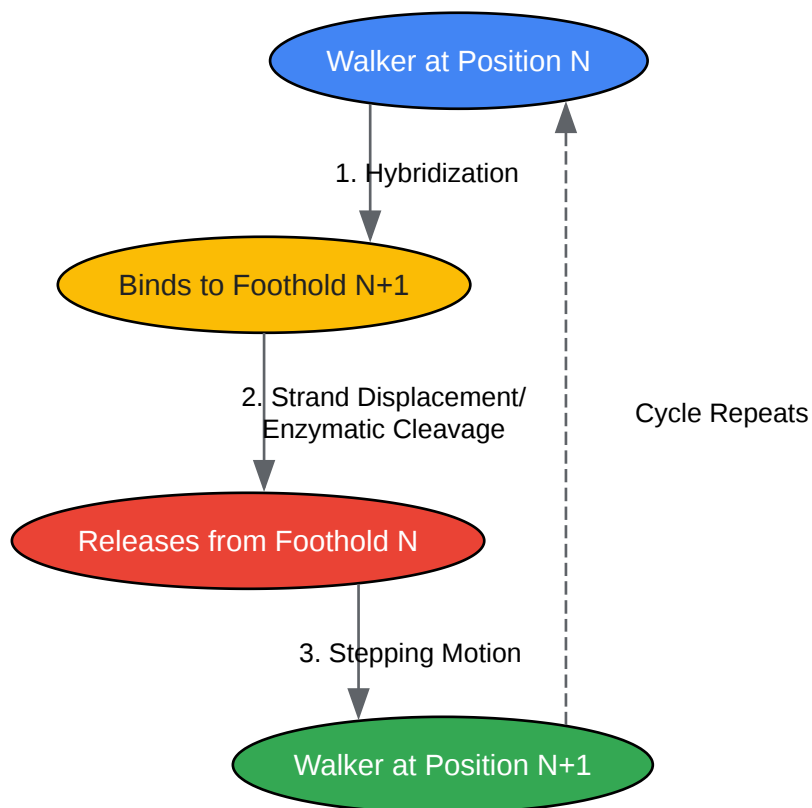 Walker at Position N
1. Hybridization
Binds to Foothold N+1
2. Strand Displacement/
Enzymatic Cleavage
Cycle Repeats
Releases from Foothold N
3. Stepping Motion
Walker at Position N+1